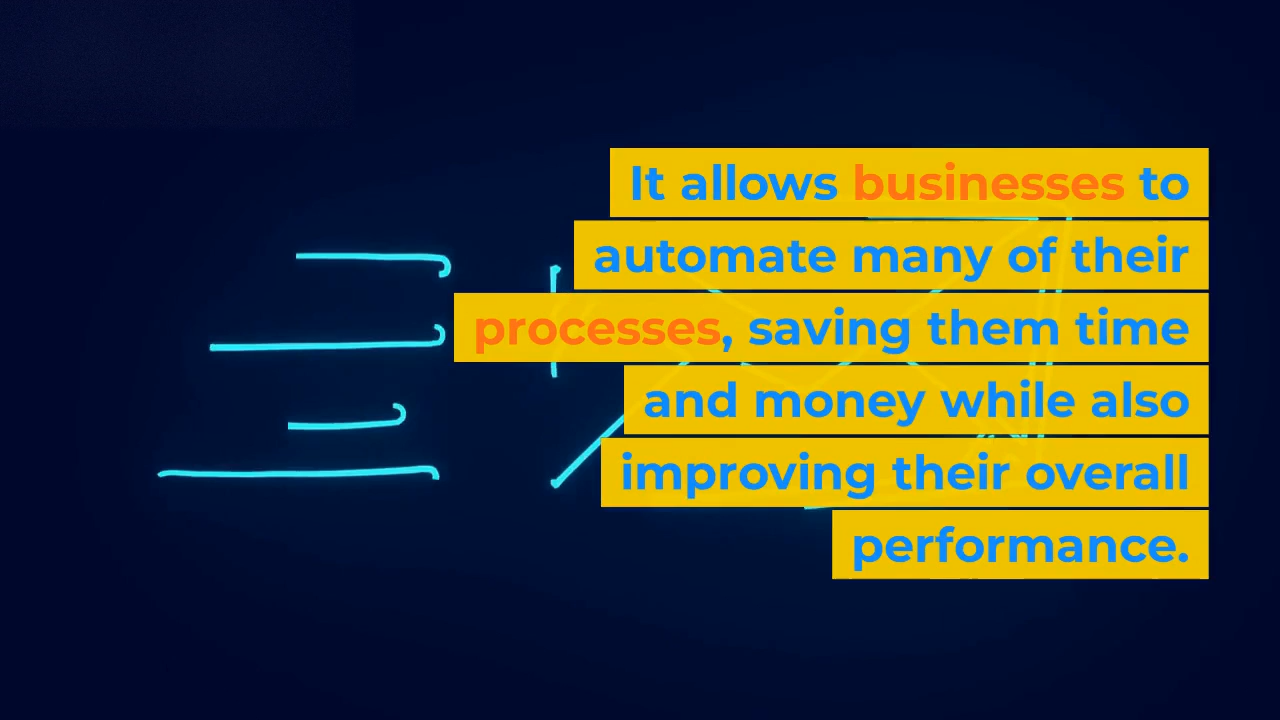 It allows businesses to
automate many of their
processes, saving them time
and money while also
improving their overall
performance.